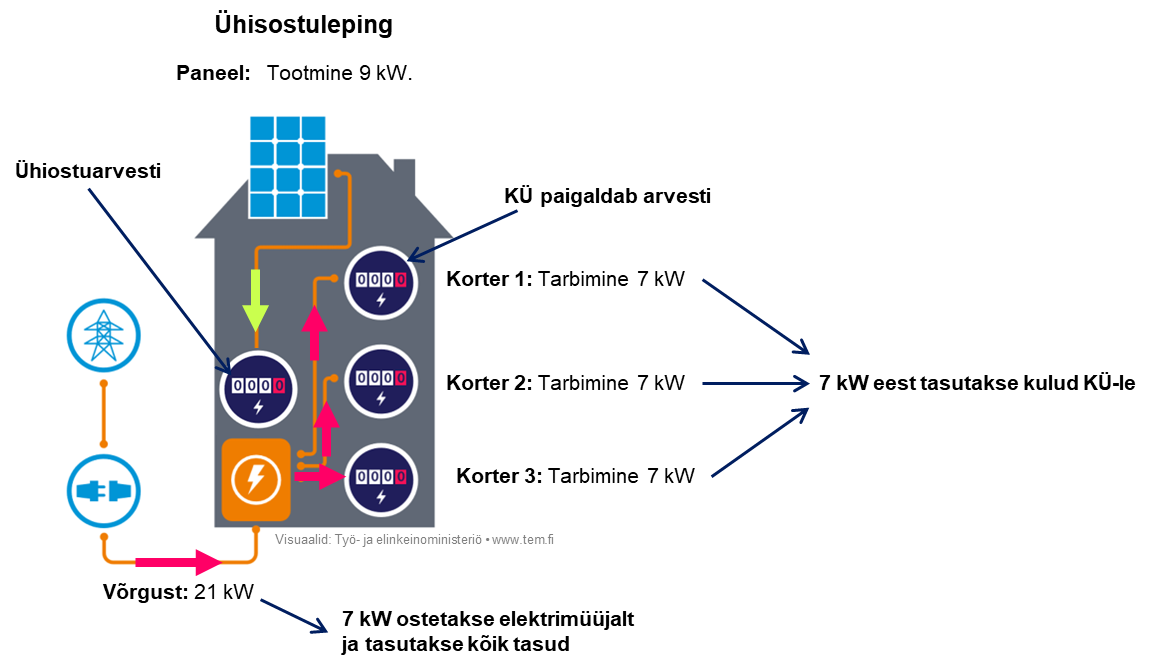 Ühisostuleping
Paneel: Tootmine 9 kW.
Ühiostuarvesti
KÜ paigaldab arvesti
0000
Korter 1: Tarbimine 7 kW
0000
0000
Korter 2: Tarbimine 7 kW
7 kW eest tasutakse kulud KÜ-le
0000
Korter 3: Tarbimine 7 kW
Visuaalid: Työ- ja elinkeinoministeriö • www.tem.fi
Võrgust: 21 kW
7 kW ostetakse elektrimüüjalt
ja tasutakse kõik tasud